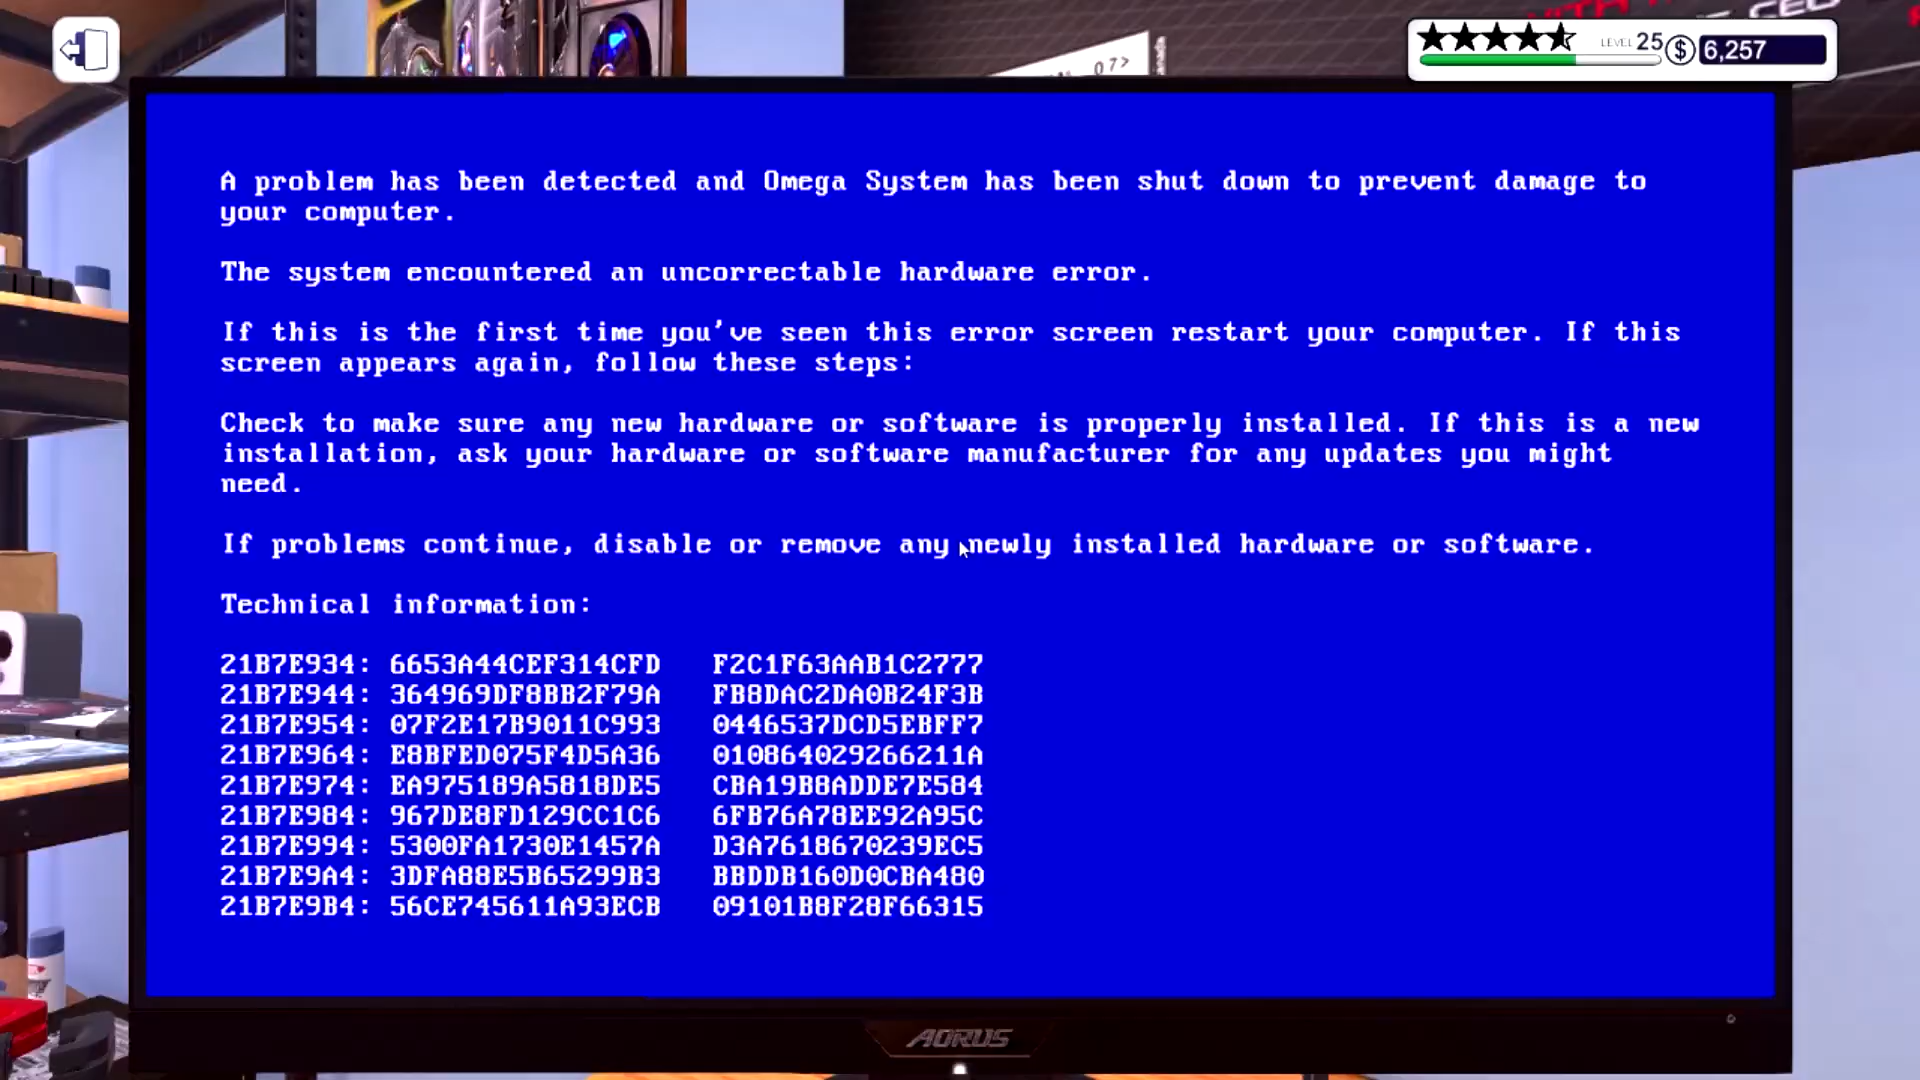 LEVEL 25 $ 6,257
07>
A problem has been detected and Omega System has been shut down to prevent damage to
your computer.
The system encountered an uncorrectable hardware error.
If this is the first time you've seen this error screen restart your computer. If this
screen appears again, follow these steps:
Check to make sure any new hardware or software is properly installed. If this is a new
installation, ask your hardware or software manufacturer for any updates you might
need.
If problems continue, disable or remove any newly installed hardware or software.
Technical information:
21B7E934: 6653A44CEF314CFD F2C1F63AAB1C2777
21B7E944: 364969DF8BB2F79A FB8DAC2DA0B24F3B
21B7E954: 07F2E17B9011C993 0446537DCD5EBFF7
21B7E964: E8BFED075F4D5A36 010864029266211A
21B7E974: EA975189A5818DE5 CBA19B8ADDE7E584
21B7E984: 967DE8FD129CC1C6 6FB76A78EE92A95C
21B7E994: 5300FA1730E1457A D3A7618670239EC5
21B7E9A4: 3DFA88E5B65299B3 BBDDB160D0CBA480
21B7E9B4: 56CE745611A93ECB 09101B8F28F66315
AORUS